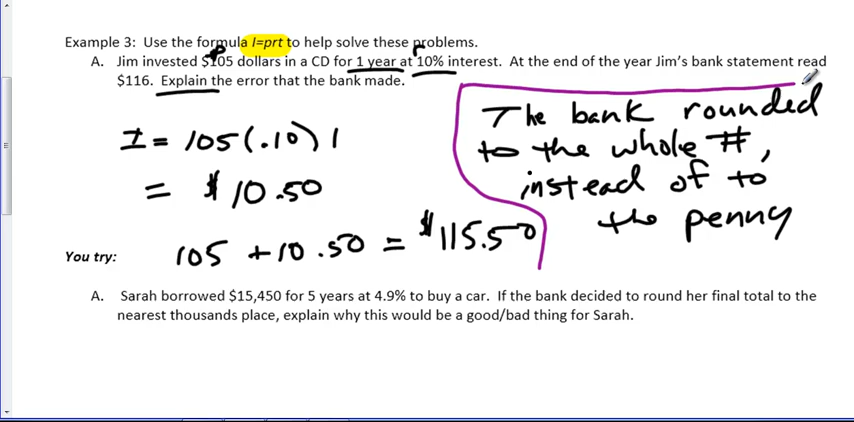 Example 3: Use the formula I=prt to help solve these problems.
A. Jim invested $105 dollars in a CD for 1 year at 10% interest. At the end of the year Jim's bank statement read
$116. Explain the error that the bank made.
p r
I = 105(.10)1
= $10.50
105 + 10.50 = $115.50
The bank rounded
to the whole #,
instead of to
the penny
You try:
A. Sarah borrowed $15,450 for 5 years at 4.9% to buy a car. If the bank decided to round her final total to the
nearest thousands place, explain why this would be a good/bad thing for Sarah.